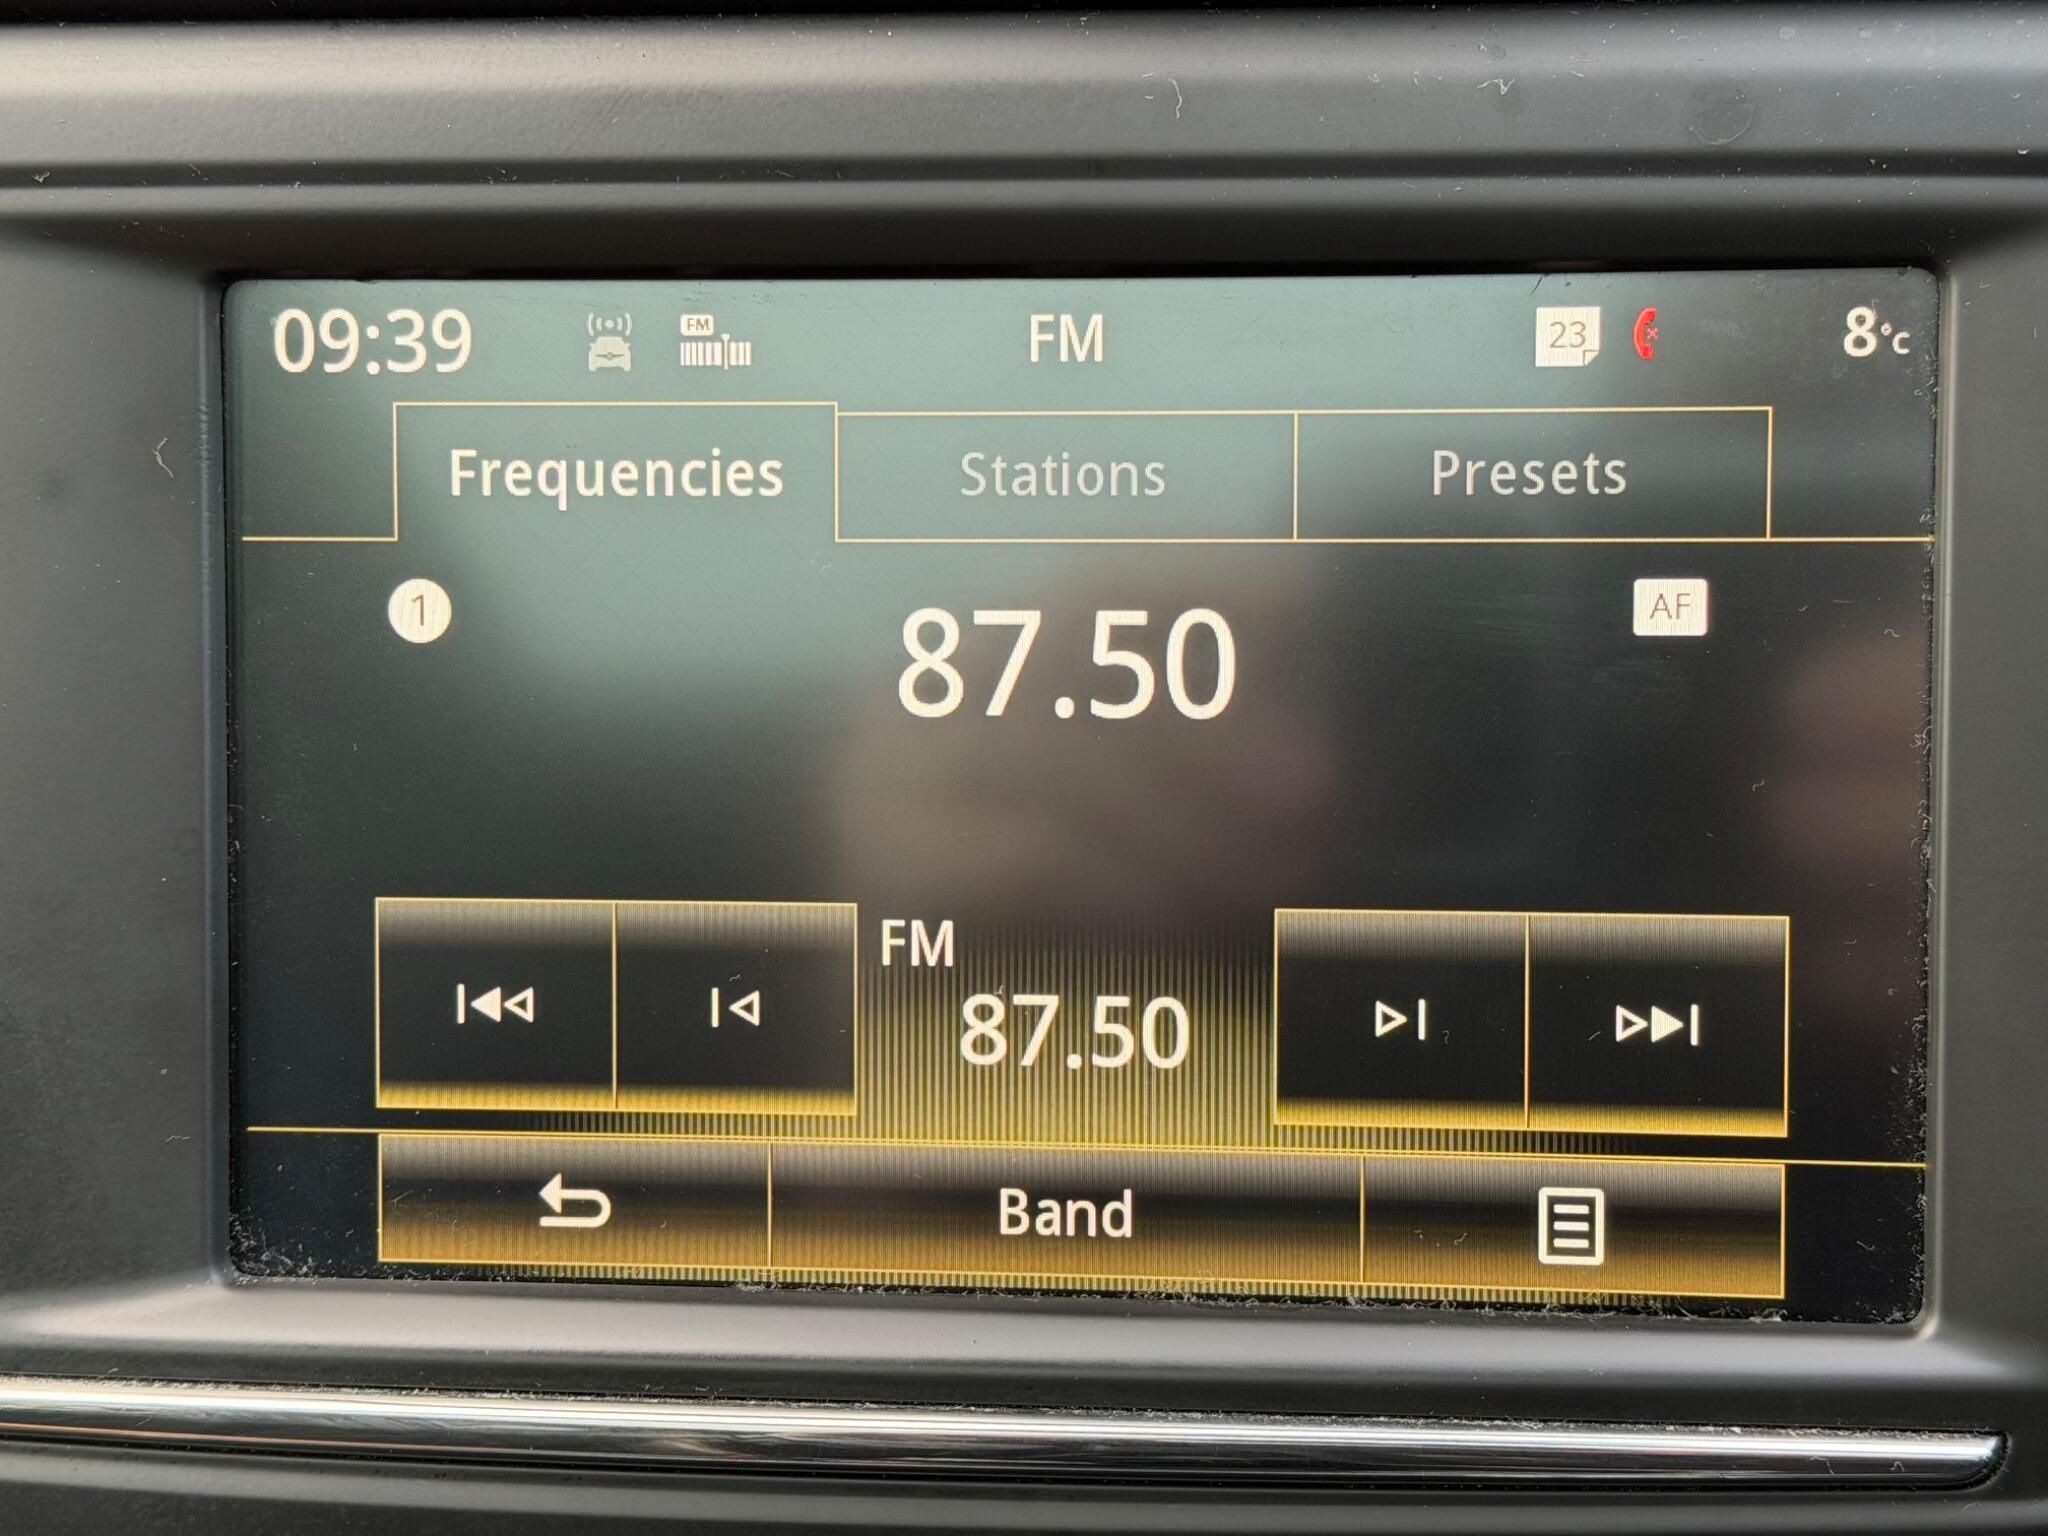 09:39 FM FM 23 8°C
Frequencies Stations Presets
1 87.50 AF
FM
87.50
Band